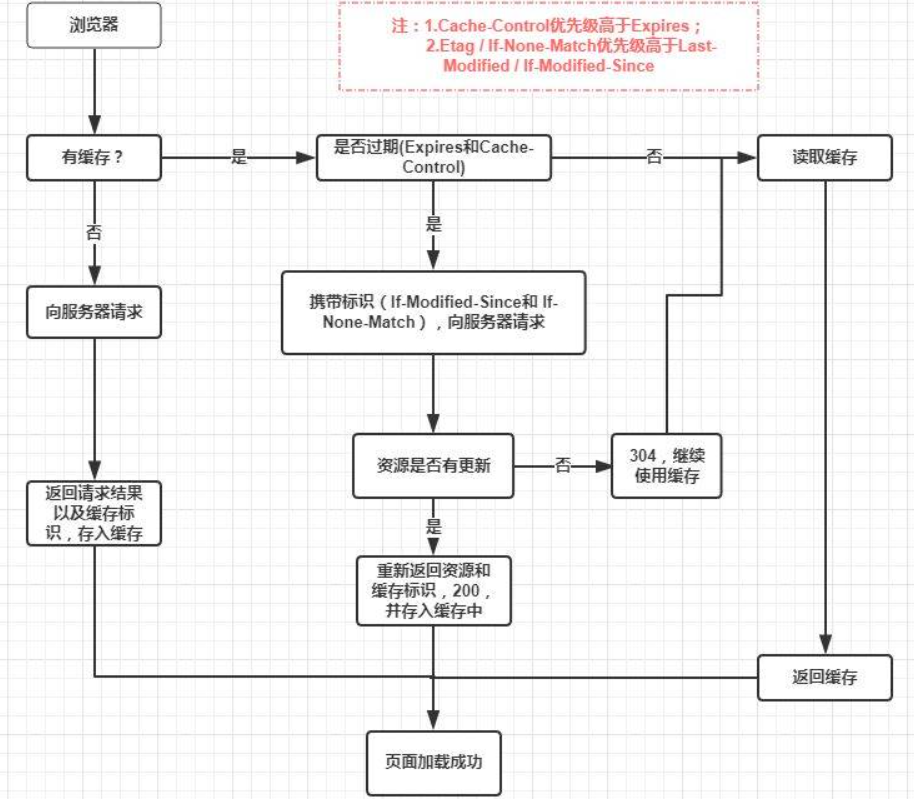 浏览器
注：1.Cache-Control优先级高于Expires；
2.Etag / If-None-Match优先级高于Last-
Modified / If-Modified-Since
有缓存？
是
是否过期(Expires和Cache-
Control)
否
读取缓存
否
是
向服务器请求
携带标识（If-Modified-Since和 If-
None-Match），向服务器请求
资源是否有更新
否
304，继续
使用缓存
返回请求结果
以及缓存标
识，存入缓存
是
重新返回资源和
缓存标识，200，
并存入缓存中
返回缓存
页面加载成功